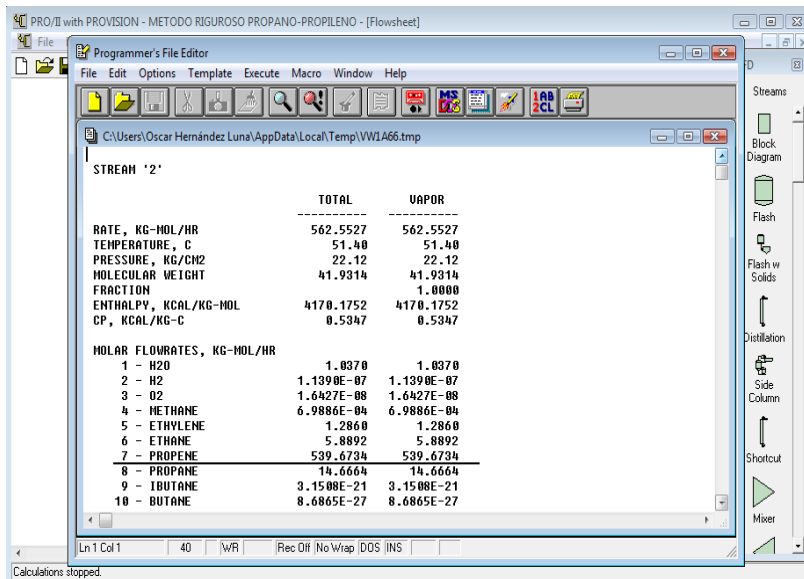 PRO/II with PROVISION - METODO RIGUROSO PROPANO-PROPILENO - [Flowsheet]
File
Programmer's File Editor
File Edit Options Template Execute Macro Window Help
C:\Users\Oscar Hernández Luna\AppData\Local\Temp\VW1A66.tmp
STREAM '2'
TOTAL VAPOR
---------- ----------
RATE, KG-MOL/HR 562.5527 562.5527
TEMPERATURE, C 51.40 51.40
PRESSURE, KG/CM2 22.12 22.12
MOLECULAR WEIGHT 41.9314 41.9314
FRACTION 1.0000
ENTHALPY, KCAL/KG-MOL 4170.1752 4170.1752
CP, KCAL/KG-C 0.5347 0.5347
MOLAR FLOWRATES, KG-MOL/HR
1 - H2O 1.0370 1.0370
2 - H2 1.1390E-07 1.1390E-07
3 - O2 1.6427E-08 1.6427E-08
4 - METHANE 6.9886E-04 6.9886E-04
5 - ETHYLENE 1.2860 1.2860
6 - ETHANE 5.8892 5.8892
7 - PROPENE 539.6734 539.6734
8 - PROPANE 14.6664 14.6664
9 - IBUTANE 3.1508E-21 3.1508E-21
10 - BUTANE 8.6865E-27 8.6865E-27
Ln 1 Col 1 40 WR Rec Off No Wrap DOS INS
Calculations stopped.
Streams
Block
Diagram
Flash
Flash w
Solids
Distillation
Side
Column
Shortcut
Mixer